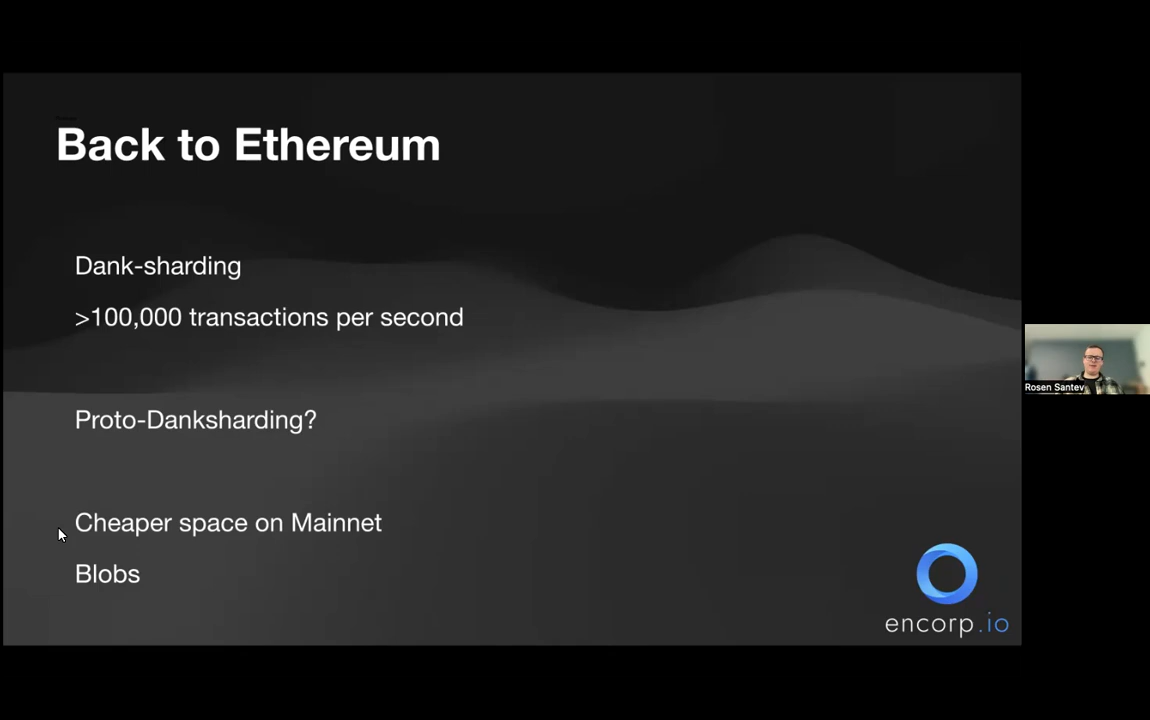 Back to Ethereum
Dank-sharding
>100,000 transactions per second
Proto-Danksharding?
Cheaper space on Mainnet
Blobs
encorp.io
Rosen Santev